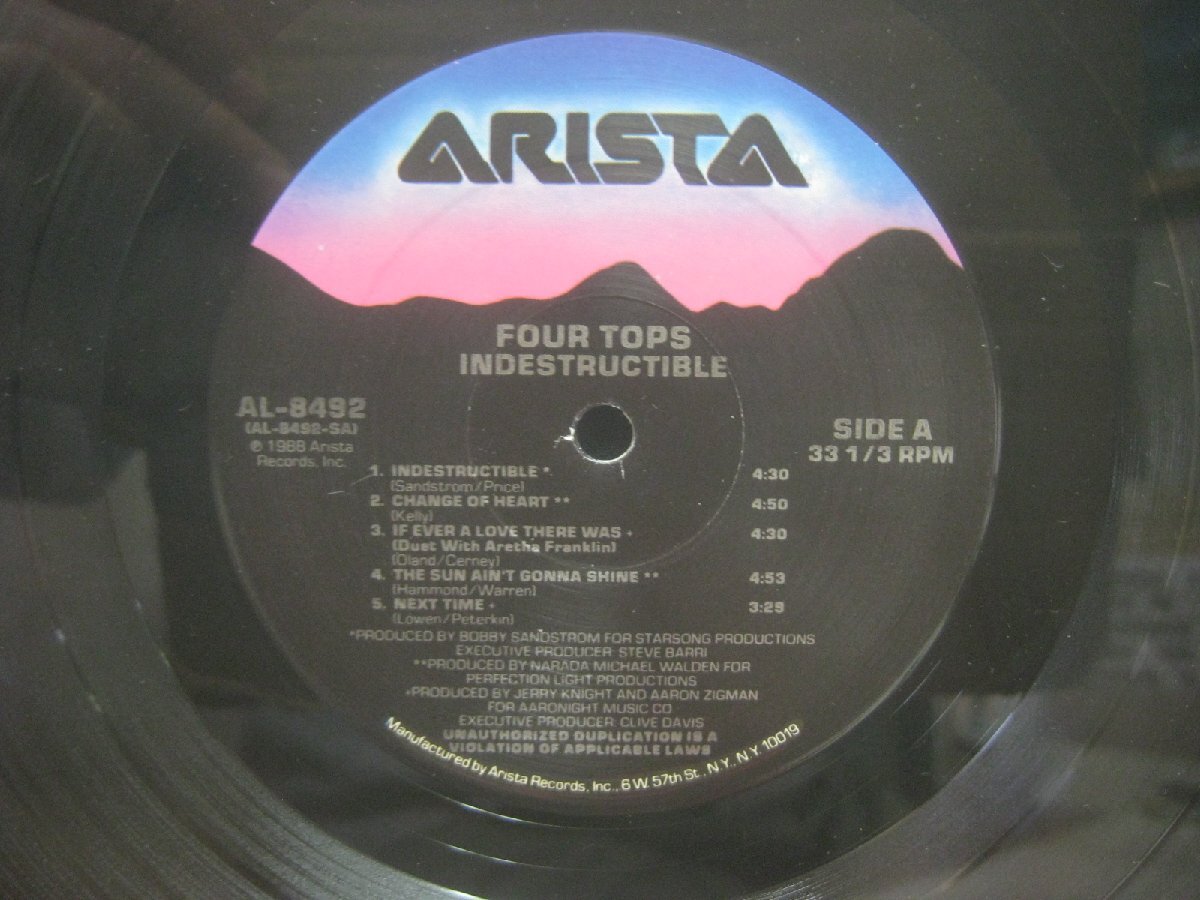 ARISTA
FOUR TOPS
INDESTRUCTIBLE
AL-8492
(AL-8492-SA)
℗ 1988 Arista
Records, Inc.
SIDE A
33 1/3 RPM
1. INDESTRUCTIBLE * 4:30
(Sandstrom/Price)
2. CHANGE OF HEART ** 4:50
(Kelly)
3. IF EVER A LOVE THERE WAS + 4:30
(Duet With Aretha Franklin)
(Oland/Cerney)
4. THE SUN AIN'T GONNA SHINE ** 4:53
(Hammond/Warren)
5. NEXT TIME + 3:29
(Lowen/Peterkin)
*PRODUCED BY BOBBY SANDSTROM FOR STARSONG PRODUCTIONS
EXECUTIVE PRODUCER: STEVE BARRI
**PRODUCED BY NARADA MICHAEL WALDEN FOR
PERFECTION LIGHT PRODUCTIONS
+PRODUCED BY JERRY KNIGHT AND AARON ZIGMAN
FOR AARONIGHT MUSIC CO
EXECUTIVE PRODUCER: CLIVE DAVIS
UNAUTHORIZED DUPLICATION IS A
VIOLATION OF APPLICABLE LAWS
Manufactured by Arista Records, Inc., 6 W. 57th St., N.Y., N.Y. 10019